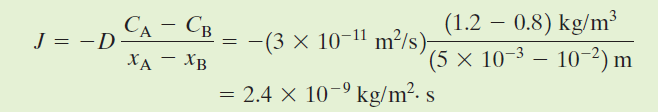 J = −D (C_A − C_B)/(x_A − x_B) = −(3 × 10⁻¹¹ m²/s) (1.2 − 0.8) kg/m³/(5 × 10⁻³ − 10⁻²) m
= 2.4 × 10⁻⁹ kg/m² · s